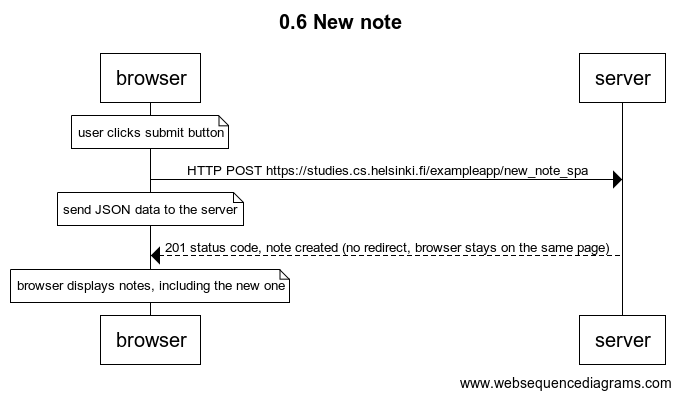 0.6 New note
browser
server
user clicks submit button
HTTP POST https://studies.cs.helsinki.fi/exampleapp/new_note_spa
send JSON data to the server
201 status code, note created (no redirect, browser stays on the same page)
browser displays notes, including the new one
browser
server
www.websequencediagrams.com